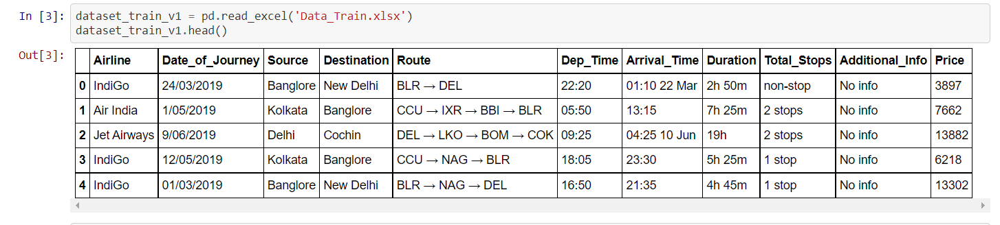 In [3]: dataset_train_v1 = pd.read_excel('Data_Train.xlsx')
dataset_train_v1.head()
Out[3]:
Airline Date_of_Journey Source Destination Route Dep_Time Arrival_Time Duration Total_Stops Additional_Info Price
0 IndiGo 24/03/2019 Banglore New Delhi BLR → DEL 22:20 01:10 22 Mar 2h 50m non-stop No info 3897
1 Air India 1/05/2019 Kolkata Banglore CCU → IXR → BBI → BLR 05:50 13:15 7h 25m 2 stops No info 7662
2 Jet Airways 9/06/2019 Delhi Cochin DEL → LKO → BOM → COK 09:25 04:25 10 Jun 19h 2 stops No info 13882
3 IndiGo 12/05/2019 Kolkata Banglore CCU → NAG → BLR 18:05 23:30 5h 25m 1 stop No info 6218
4 IndiGo 01/03/2019 Banglore New Delhi BLR → NAG → DEL 16:50 21:35 4h 45m 1 stop No info 13302